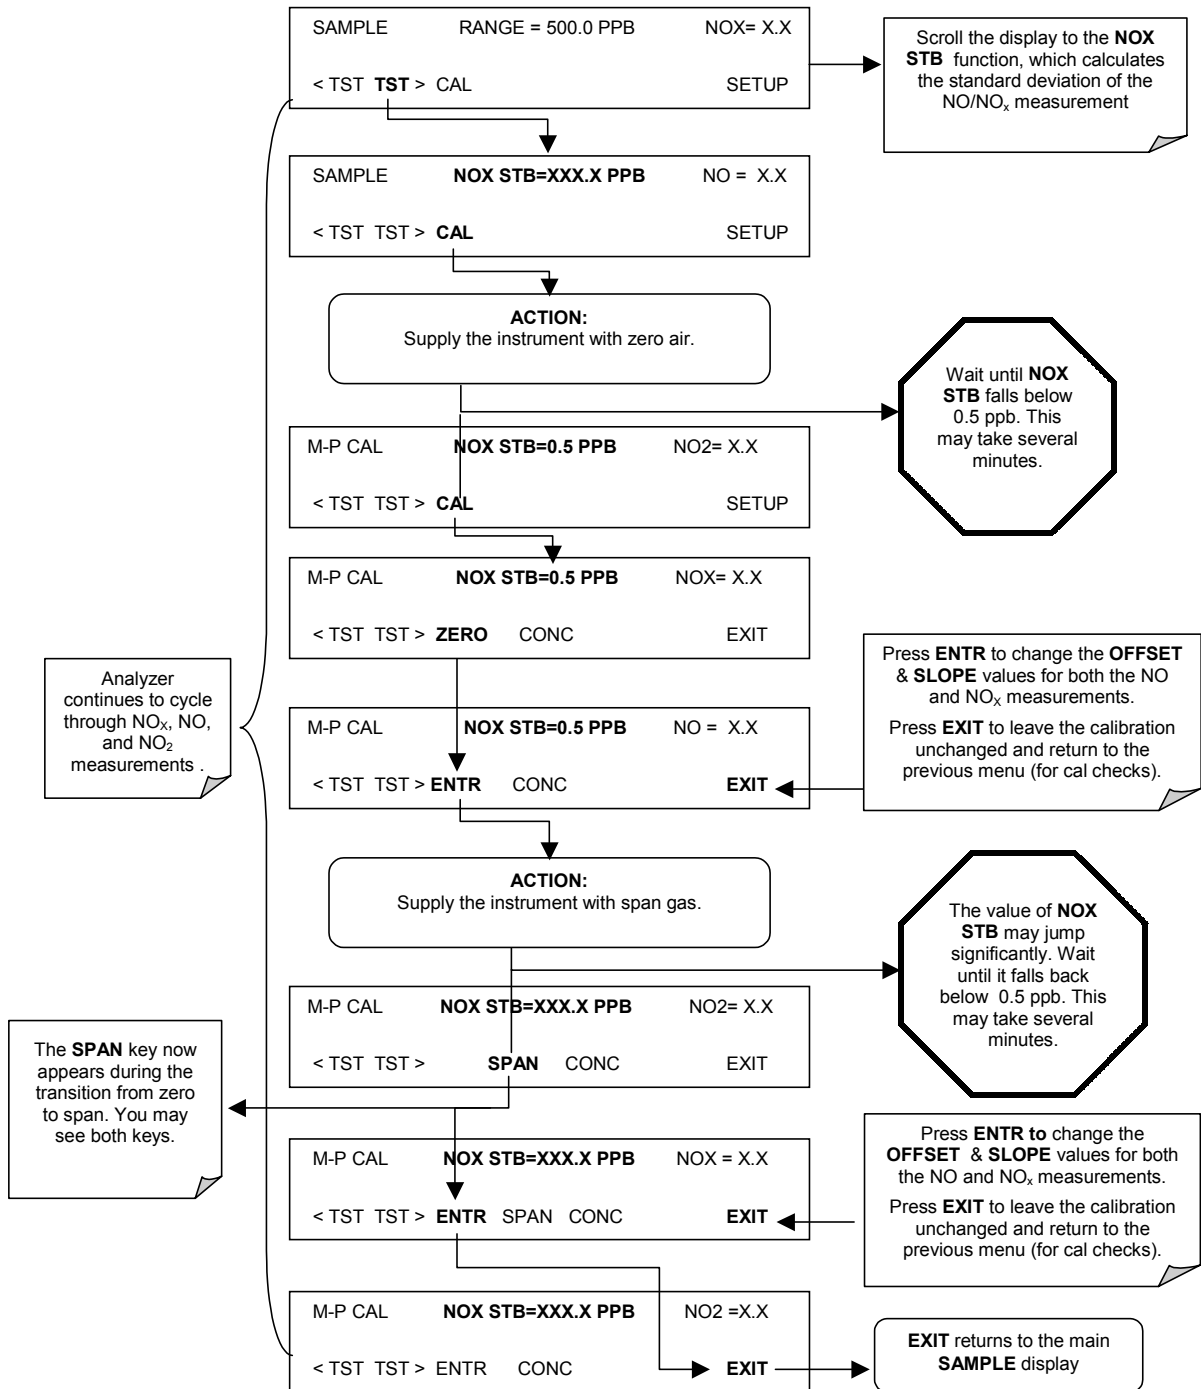 SAMPLE RANGE = 500.0 PPB NOX= X.X
< TST TST > CAL SETUP
Scroll the display to the NOX
STB function, which calculates
the standard deviation of the
NO/NOx measurement
SAMPLE NOX STB=XXX.X PPB NO = X.X
< TST TST > CAL SETUP
ACTION:
Supply the instrument with zero air.
Wait until NOX
STB falls below
0.5 ppb. This
may take several
minutes.
M-P CAL NOX STB=0.5 PPB NO2= X.X
< TST TST > CAL SETUP
M-P CAL NOX STB=0.5 PPB NOX= X.X
< TST TST > ZERO CONC EXIT
Analyzer
continues to cycle
through NOX, NO,
and NO2
measurements .
Press ENTR to change the OFFSET
& SLOPE values for both the NO
and NOX measurements.
Press EXIT to leave the calibration
unchanged and return to the
previous menu (for cal checks).
M-P CAL NOX STB=0.5 PPB NO = X.X
< TST TST > ENTR CONC EXIT
ACTION:
Supply the instrument with span gas.
The value of NOX
STB may jump
significantly. Wait
until it falls back
below 0.5 ppb. This
may take several
minutes.
M-P CAL NOX STB=XXX.X PPB NO2= X.X
< TST TST > SPAN CONC EXIT
The SPAN key now
appears during the
transition from zero
to span. You may
see both keys.
M-P CAL NOX STB=XXX.X PPB NOX = X.X
< TST TST > ENTR SPAN CONC EXIT
Press ENTR to change the
OFFSET & SLOPE values for both
the NO and NOx measurements.
Press EXIT to leave the calibration
unchanged and return to the
previous menu (for cal checks).
M-P CAL NOX STB=XXX.X PPB NO2 =X.X
< TST TST > ENTR CONC EXIT
EXIT returns to the main
SAMPLE display